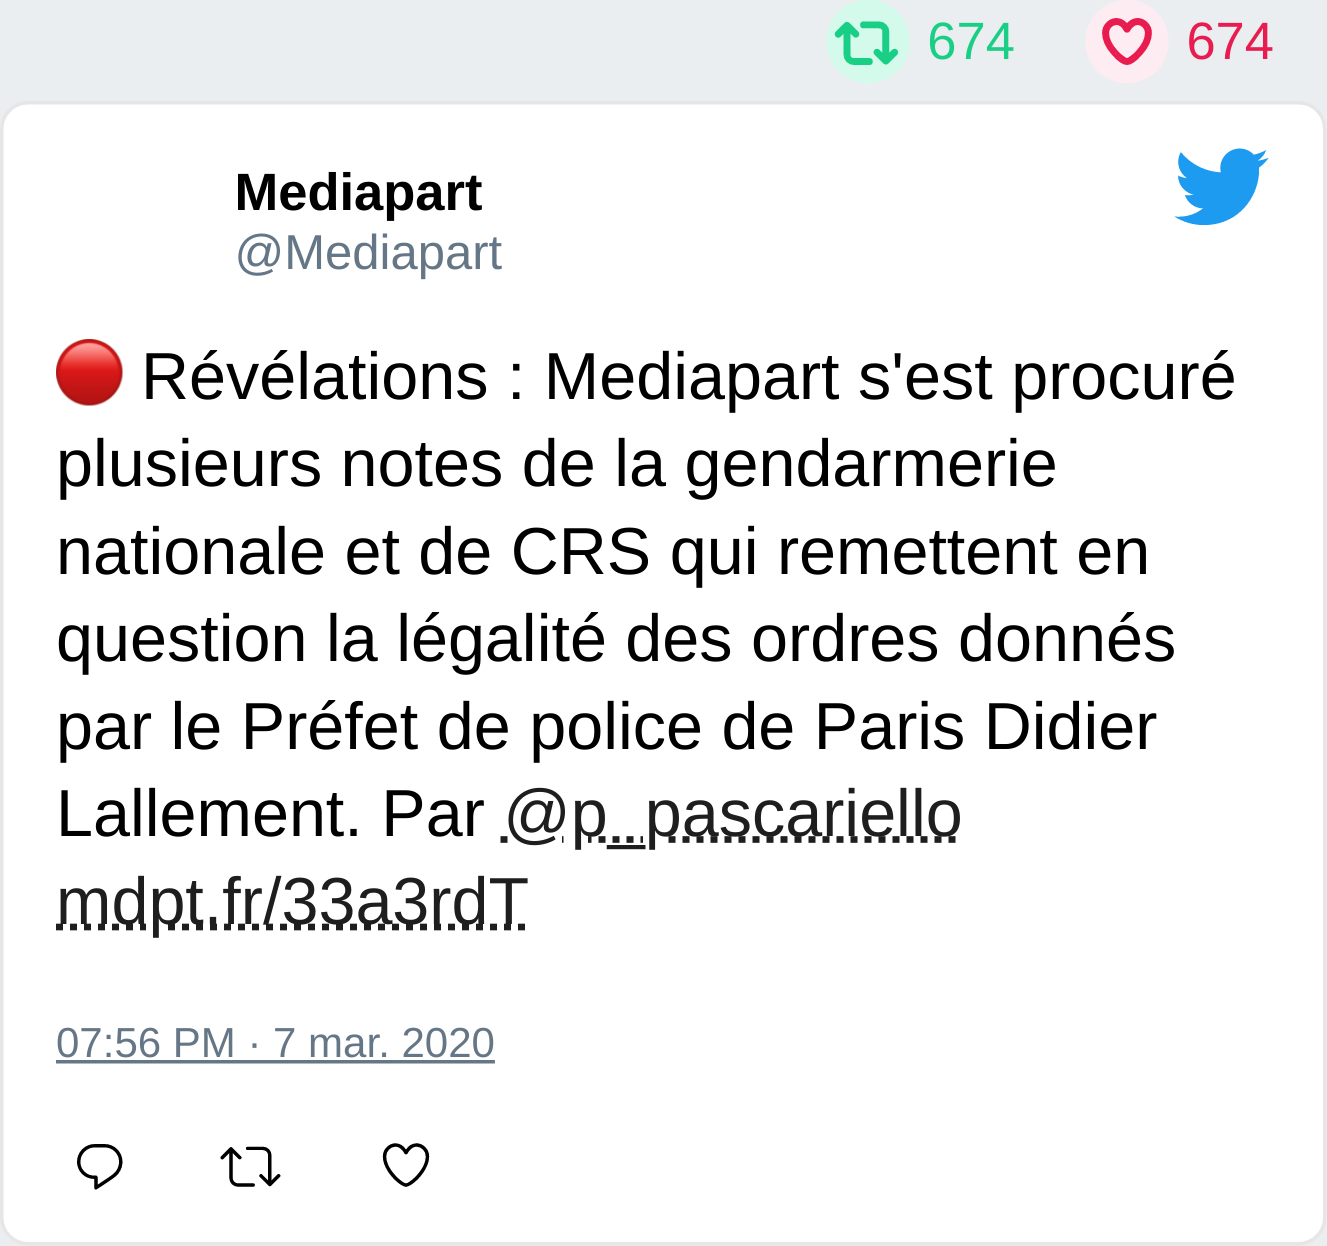 674 674
Mediapart
@Mediapart
🔴 Révélations : Mediapart s'est procuré
plusieurs notes de la gendarmerie
nationale et de CRS qui remettent en
question la légalité des ordres donnés
par le Préfet de police de Paris Didier
Lallement. Par @p_pascariello
mdpt.fr/33a3rdT
07:56 PM · 7 mar. 2020